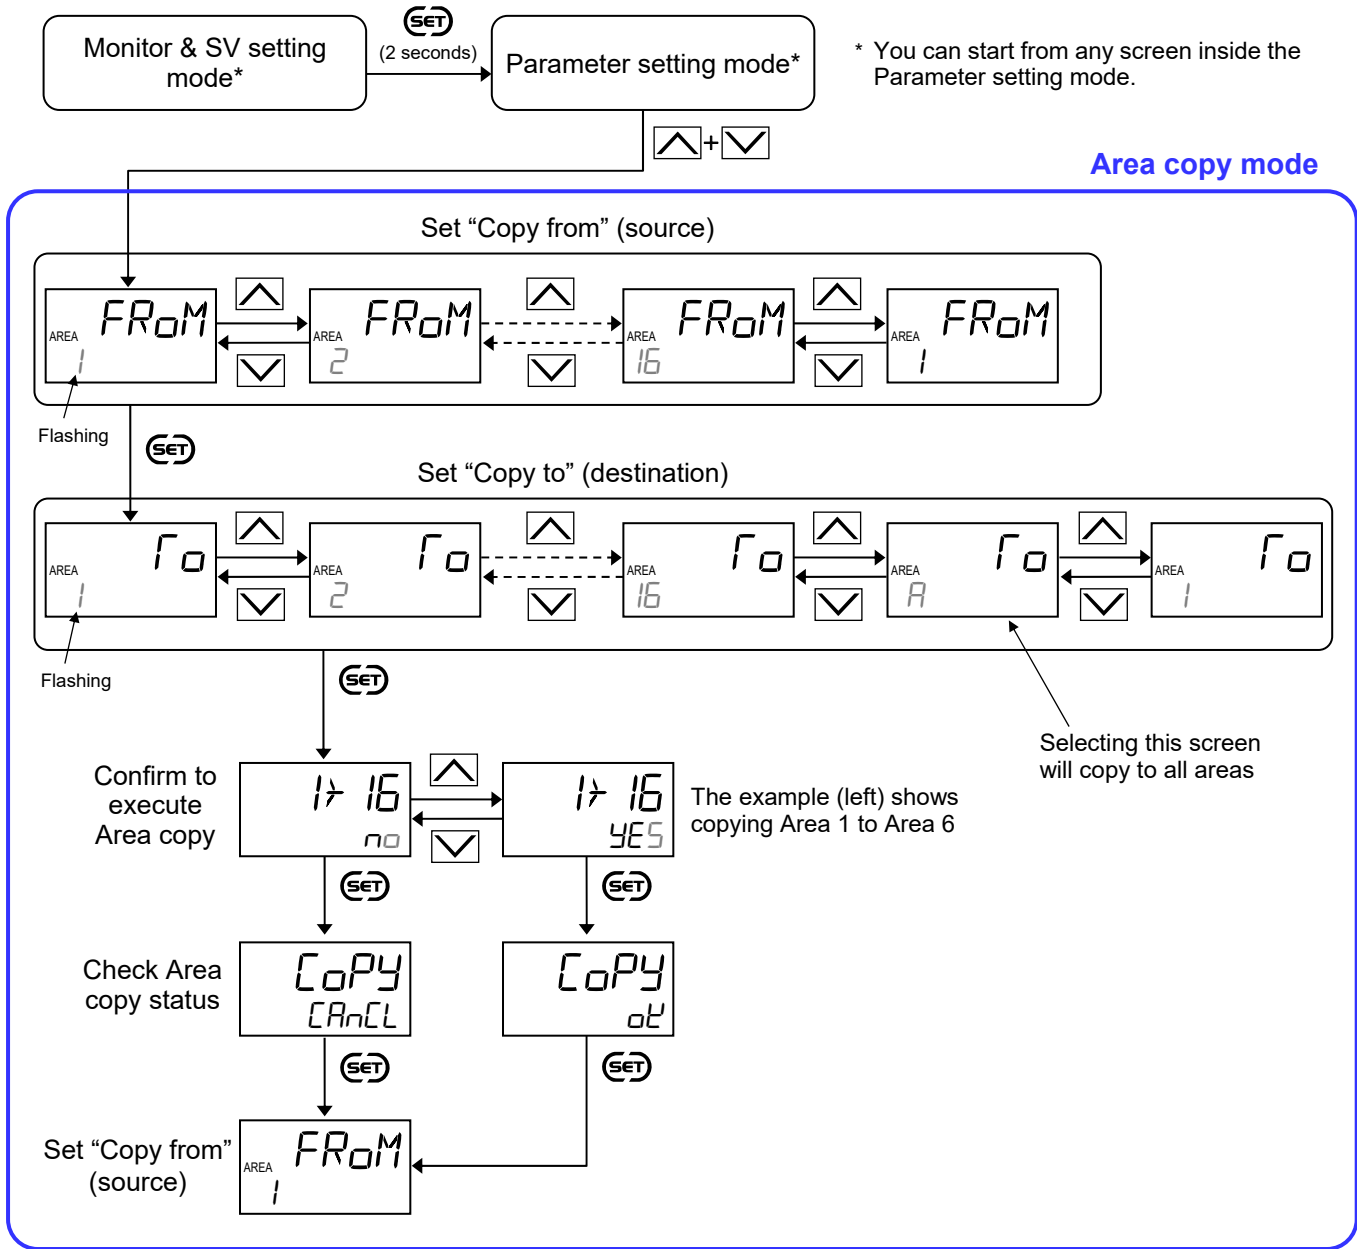 Monitor & SV setting
mode*
SET
(2 seconds)
Parameter setting mode*
* You can start from any screen inside the
Parameter setting mode.
+
Area copy mode
Set “Copy from” (source)
FRoM
AREA
1
FRoM
AREA
2
FRoM
AREA
16
FRoM
AREA
1
Flashing
SET
Set “Copy to” (destination)
To
AREA
1
To
AREA
2
To
AREA
16
To
AREA
A
To
AREA
1
Flashing
SET
Selecting this screen
will copy to all areas
Confirm to
execute
Area copy
1 16
no
1 16
YES
The example (left) shows
copying Area 1 to Area 6
SET
SET
Check Area
copy status
CoPY
CAnCL
CoPY
oK
SET
SET
Set “Copy from”
(source)
FRoM
AREA
1